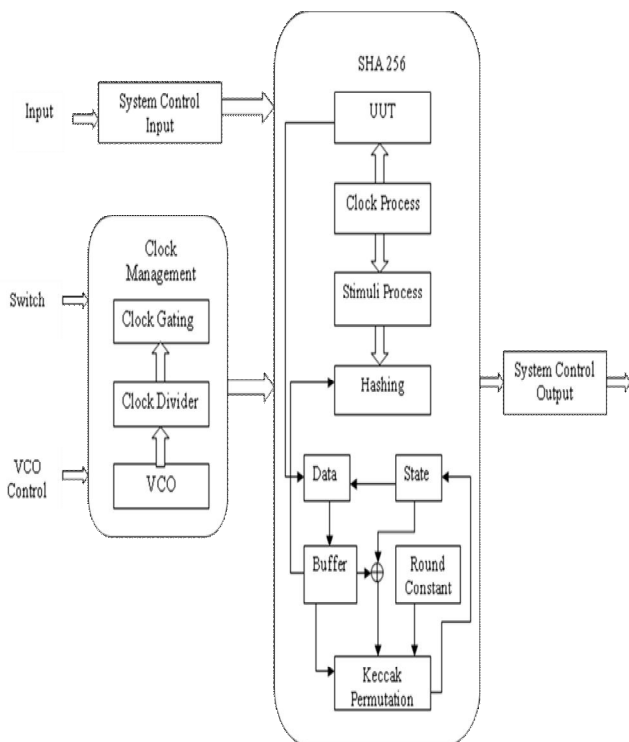 SHA 256
UUT
Input
System Control
Input
Clock Process
Clock
Management
Stimuli Process
Switch
Clock Gating
Hashing
System Control
Output
Clock Divider
VCO
Control
VCO
Data
State
Buffer
Round
Constant
Keccak
Permutation